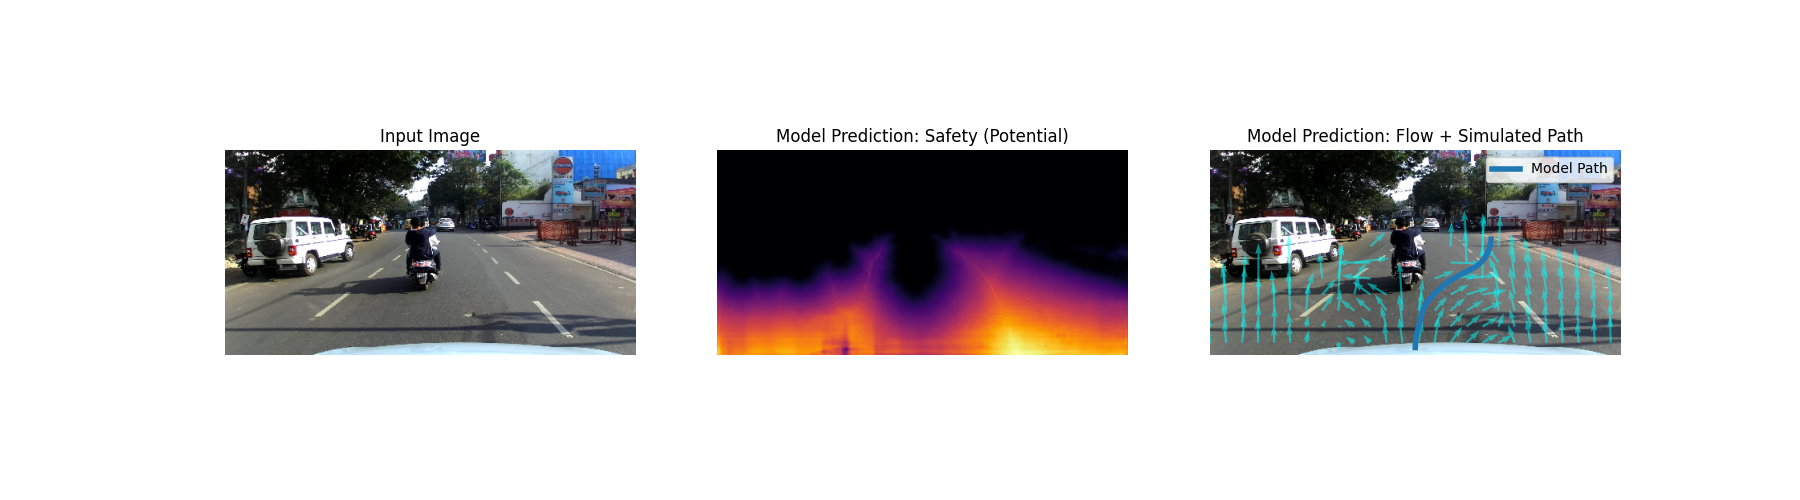 Input Image
Model Prediction: Safety (Potential)
Model Prediction: Flow + Simulated Path
Model Path